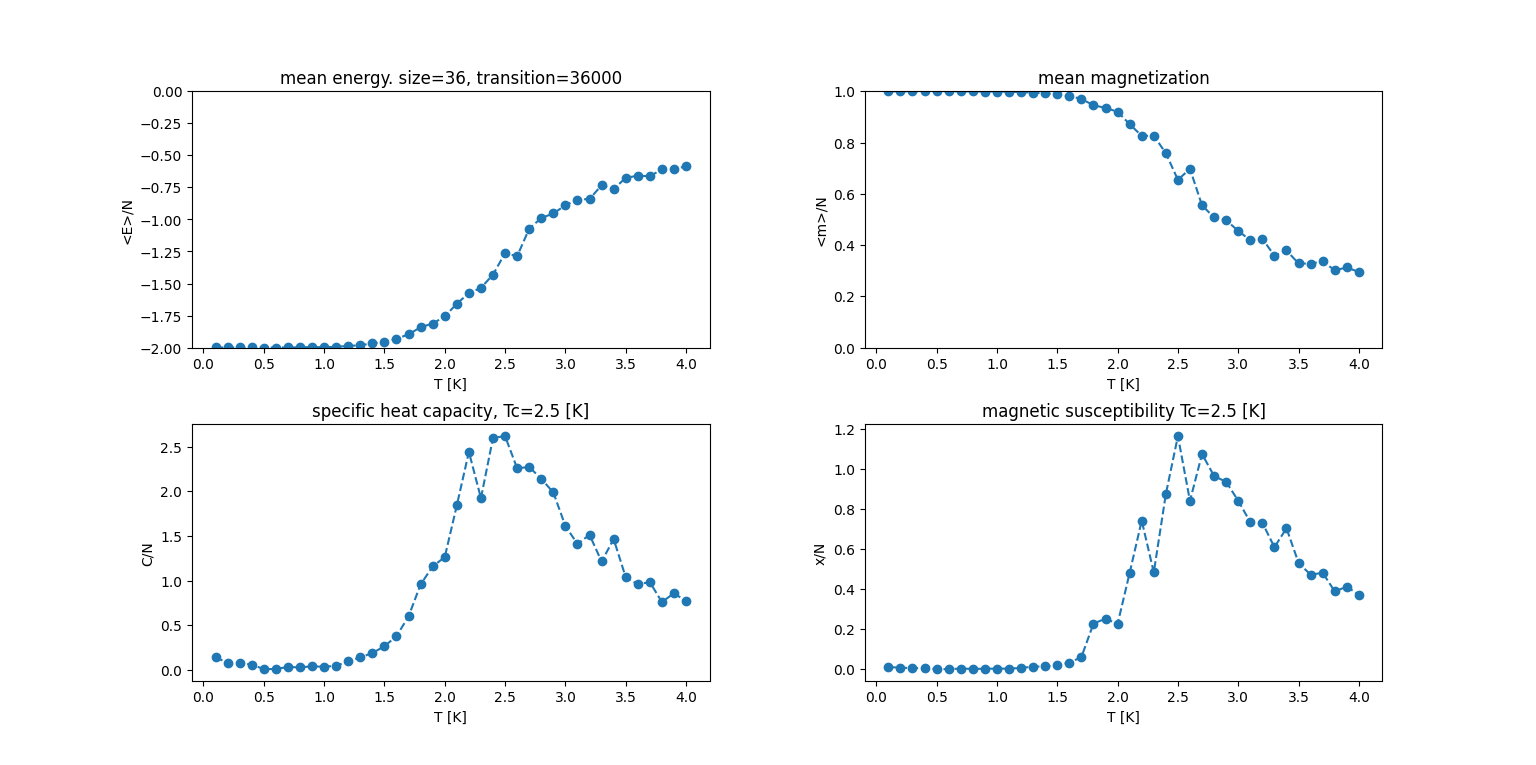 mean energy. size=36, transition=36000
0.00
−0.25
−0.50
−0.75
−1.00
−1.25
−1.50
−1.75
−2.00
<E>/N
0.0 0.5 1.0 1.5 2.0 2.5 3.0 3.5 4.0
T [K]
mean magnetization
1.0
0.8
0.6
0.4
0.2
0.0
<m>/N
0.0 0.5 1.0 1.5 2.0 2.5 3.0 3.5 4.0
T [K]
specific heat capacity, Tc=2.5 [K]
2.5
2.0
1.5
1.0
0.5
0.0
C/N
0.0 0.5 1.0 1.5 2.0 2.5 3.0 3.5 4.0
T [K]
magnetic susceptibility Tc=2.5 [K]
1.2
1.0
0.8
0.6
0.4
0.2
0.0
x/N
0.0 0.5 1.0 1.5 2.0 2.5 3.0 3.5 4.0
T [K]